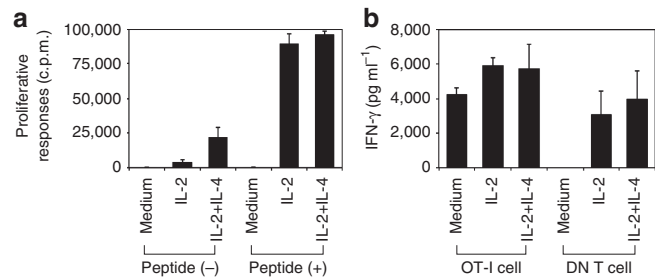 a
Proliferative
responses (c.p.m.)
100,000
75,000
50,000
25,000
0
Medium
IL-2
IL-2+IL-4
Medium
IL-2
IL-2+IL-4
Peptide (–)
Peptide (+)
b
IFN-γ (pg ml⁻¹)
8,000
6,000
4,000
2,000
0
Medium
IL-2
IL-2+IL-4
Medium
IL-2
IL-2+IL-4
OT-I cell
DN T cell